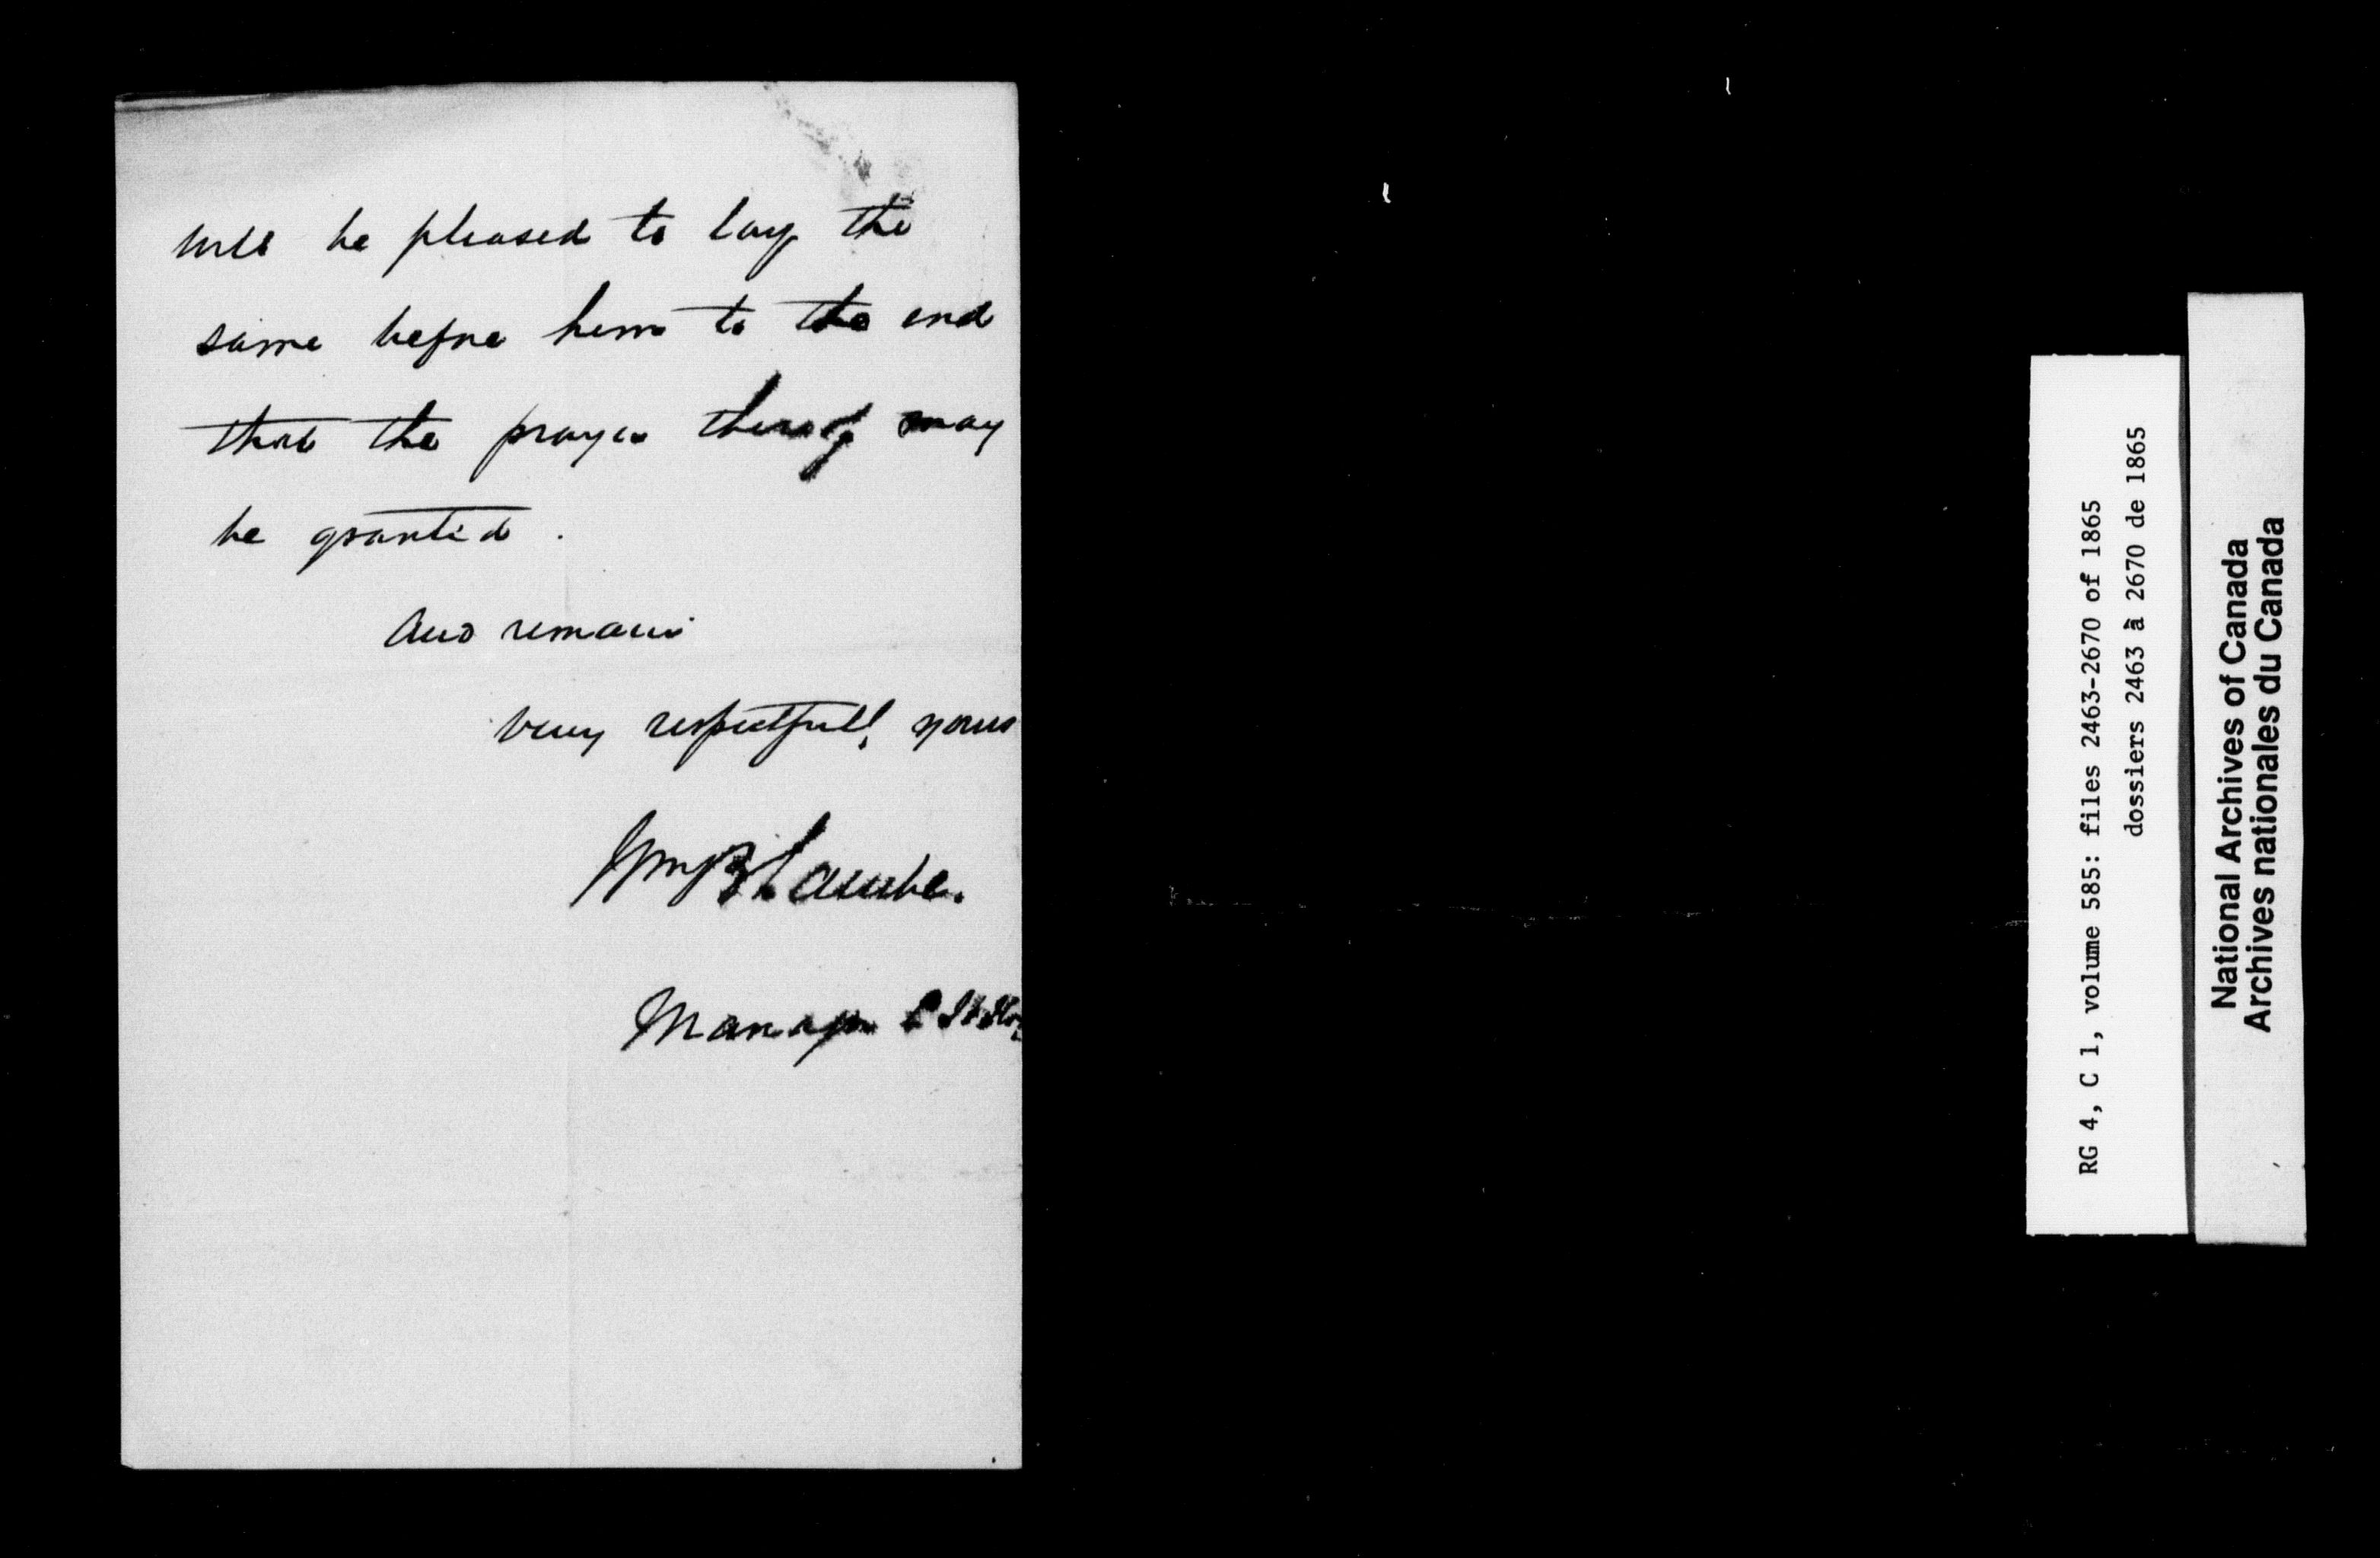 will be pleased to lay the
same before him to the end
that the prayer thereof may
be granted.
And remain
very respectfully yours
Wm B Lambe.
Manager
RG 4, C 1, volume 585: files 2463-2670 of 1865
dossiers 2463 à 2670 de 1865
National Archives of Canada
Archives nationales du Canada